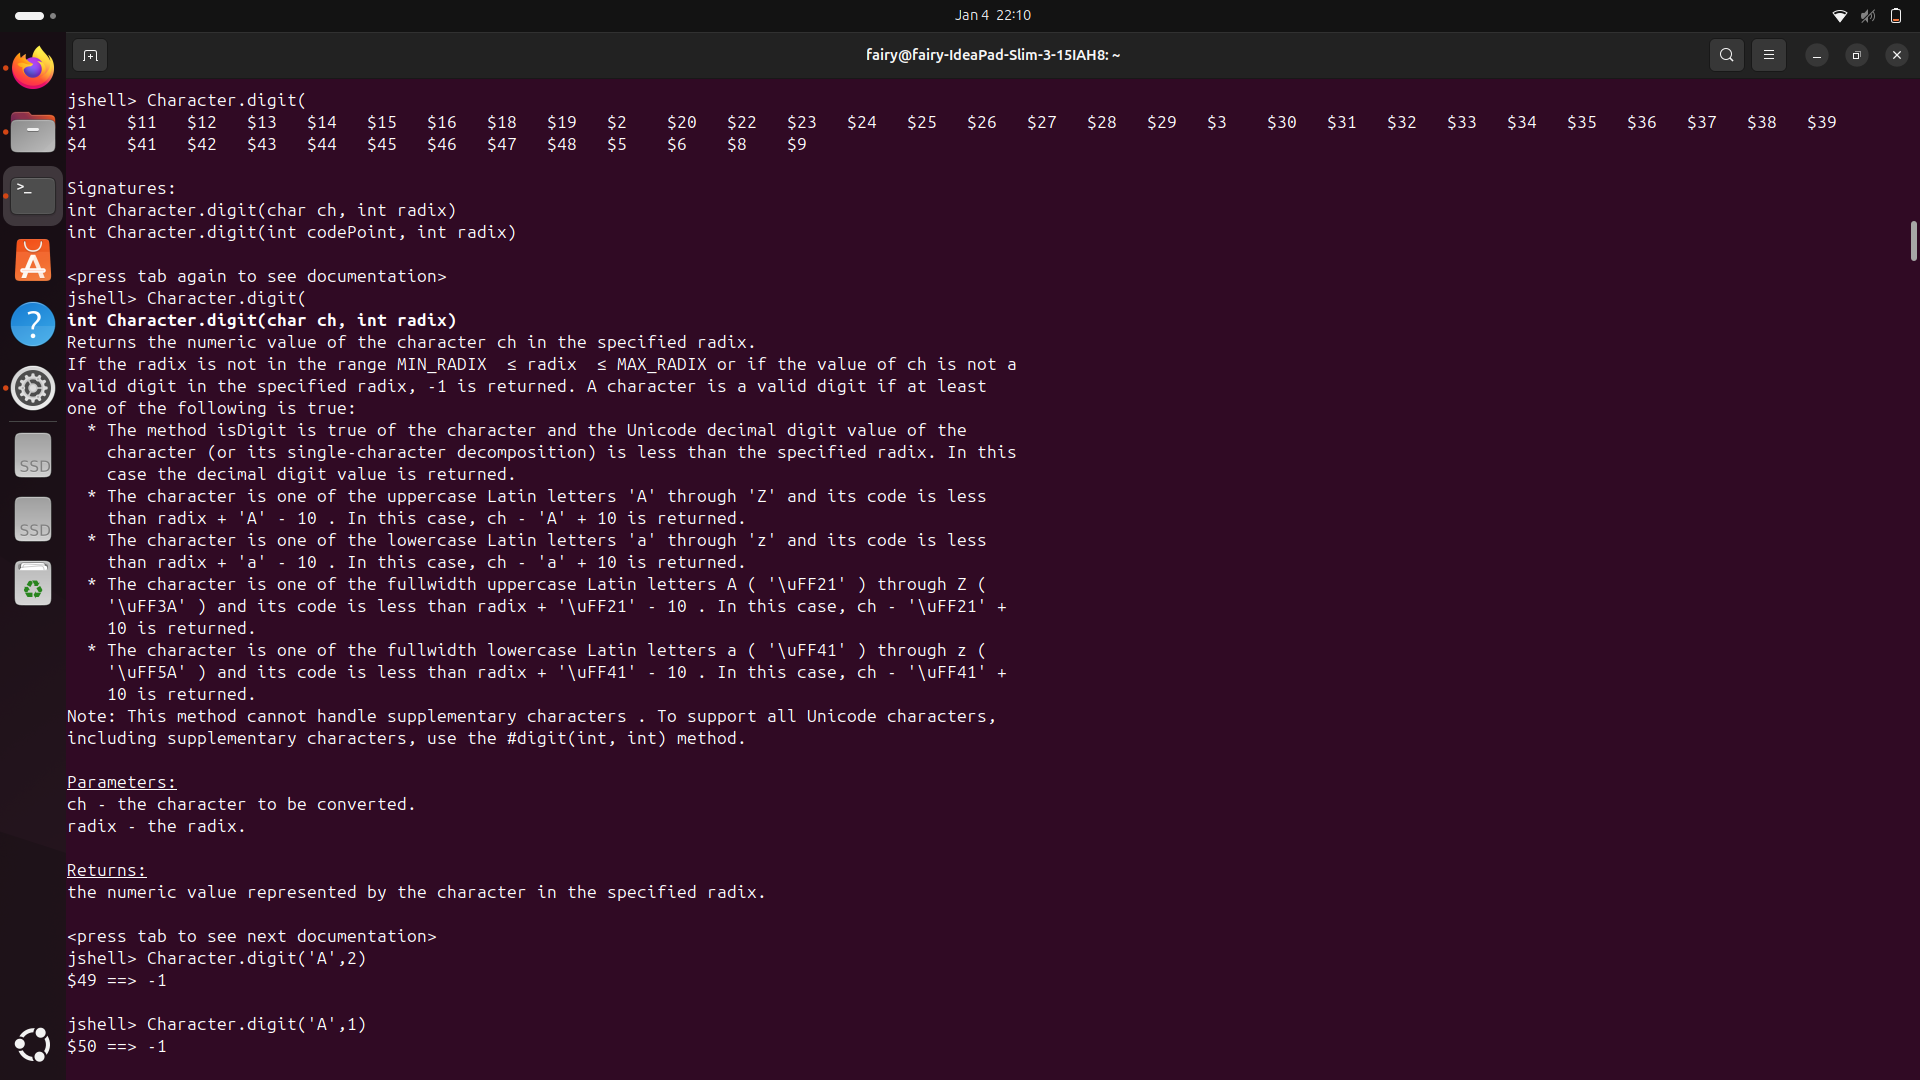 Jan 4 22:10
fairy@fairy-IdeaPad-Slim-3-15IAH8: ~
jshell> Character.digit(
$1 $11 $12 $13 $14 $15 $16 $18 $19 $2 $20 $22 $23 $24 $25 $26 $27 $28 $29 $3 $30 $31 $32 $33 $34 $35 $36 $37 $38 $39
$4 $41 $42 $43 $44 $45 $46 $47 $48 $5 $6 $8 $9
Signatures:
int Character.digit(char ch, int radix)
int Character.digit(int codePoint, int radix)
<press tab again to see documentation>
jshell> Character.digit(
int Character.digit(char ch, int radix)
Returns the numeric value of the character ch in the specified radix.
If the radix is not in the range MIN_RADIX ≤ radix ≤ MAX_RADIX or if the value of ch is not a
valid digit in the specified radix, -1 is returned. A character is a valid digit if at least
one of the following is true:
* The method isDigit is true of the character and the Unicode decimal digit value of the
character (or its single-character decomposition) is less than the specified radix. In this
case the decimal digit value is returned.
* The character is one of the uppercase Latin letters 'A' through 'Z' and its code is less
than radix + 'A' - 10 . In this case, ch - 'A' + 10 is returned.
* The character is one of the lowercase Latin letters 'a' through 'z' and its code is less
than radix + 'a' - 10 . In this case, ch - 'a' + 10 is returned.
* The character is one of the fullwidth uppercase Latin letters A ( '\uFF21' ) through Z (
'\uFF3A' ) and its code is less than radix + '\uFF21' - 10 . In this case, ch - '\uFF21' +
10 is returned.
* The character is one of the fullwidth lowercase Latin letters a ( '\uFF41' ) through z (
'\uFF5A' ) and its code is less than radix + '\uFF41' - 10 . In this case, ch - '\uFF41' +
10 is returned.
Note: This method cannot handle supplementary characters . To support all Unicode characters,
including supplementary characters, use the #digit(int, int) method.
Parameters:
ch - the character to be converted.
radix - the radix.
Returns:
the numeric value represented by the character in the specified radix.
<press tab to see next documentation>
jshell> Character.digit('A',2)
$49 ==> -1
jshell> Character.digit('A',1)
$50 ==> -1
SSD
SSD